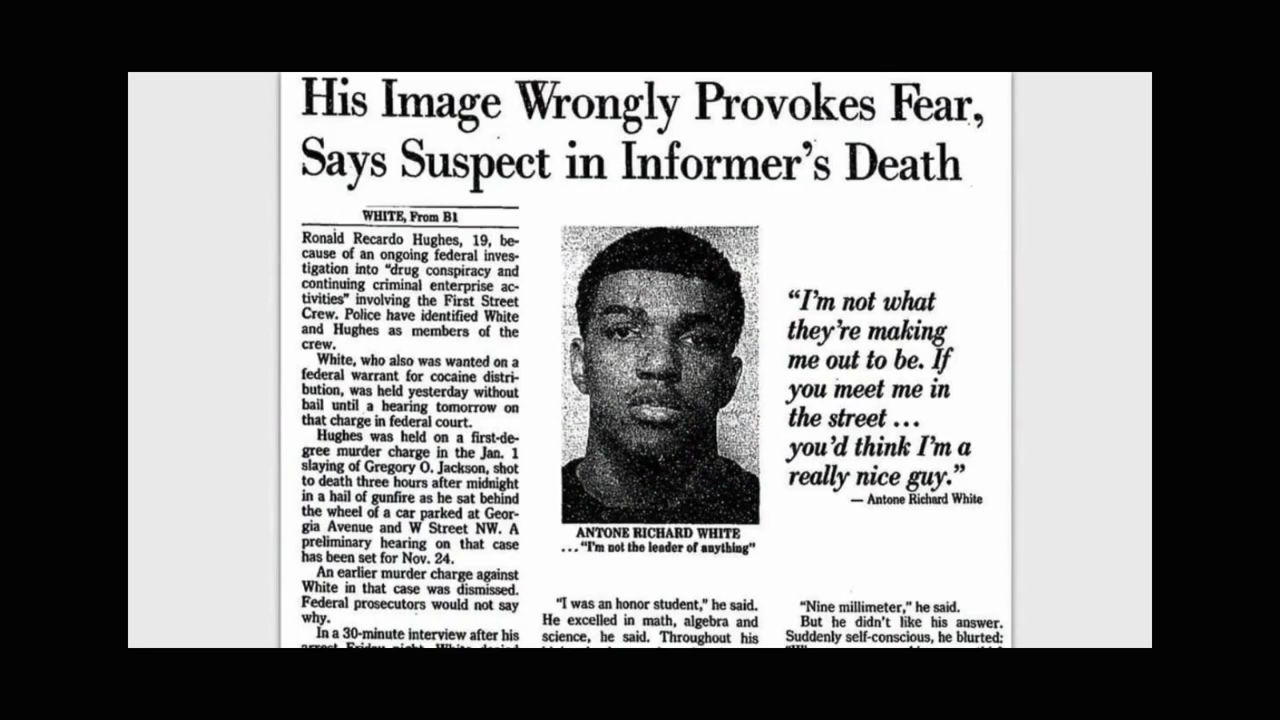 His Image Wrongly Provokes Fear,
Says Suspect in Informer's Death
WHITE, From B1
Ronald Recardo Hughes, 19, be-
cause of an ongoing federal inves-
tigation into "drug conspiracy and
continuing criminal enterprise ac-
tivities" involving the First Street
Crew. Police have identified White
and Hughes as members of the
crew.
White, who also was wanted on a
federal warrant for cocaine distri-
bution, was held yesterday without
bail until a hearing tomorrow on
that charge in federal court.
Hughes was held on a first-de-
gree murder charge in the Jan. 1
slaying of Gregory O. Jackson, shot
to death three hours after midnight
in a hail of gunfire as he sat behind
the wheel of a car parked at Geor-
gia Avenue and W Street NW. A
preliminary hearing on that case
has been set for Nov. 24.
An earlier murder charge against
White in that case was dismissed.
Federal prosecutors would not say
why.
In a 30-minute interview after his
ANTONE RICHARD WHITE
..."I'm not the leader of anything"
"I was an honor student," he said.
He excelled in math, algebra and
science, he said. Throughout his
"I'm not what
they're making
me out to be. If
you meet me in
the street ...
you'd think I'm a
really nice guy."
— Antone Richard White
"Nine millimeter," he said.
But he didn't like his answer.
Suddenly self-conscious, he blurted: